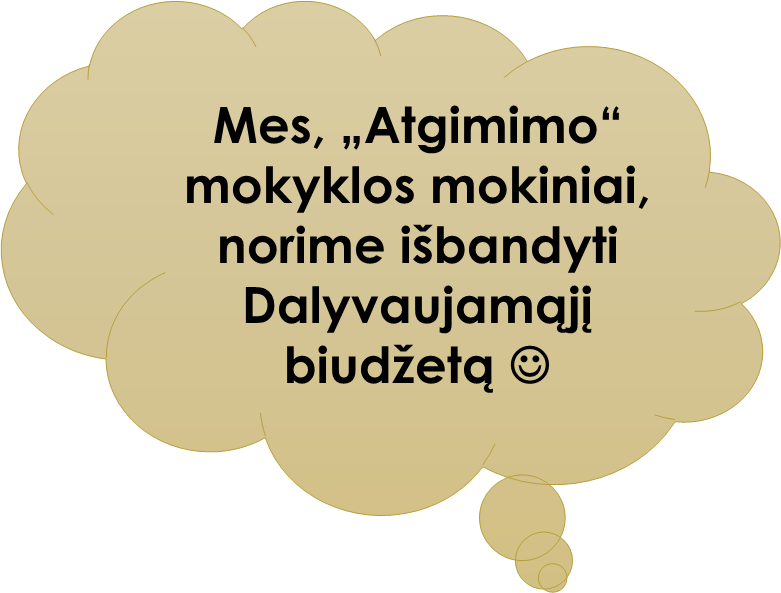 Mes, „Atgimimo“
mokyklos mokiniai,
norime išbandyti
Dalyvaujamąjį
biudžetą ☺